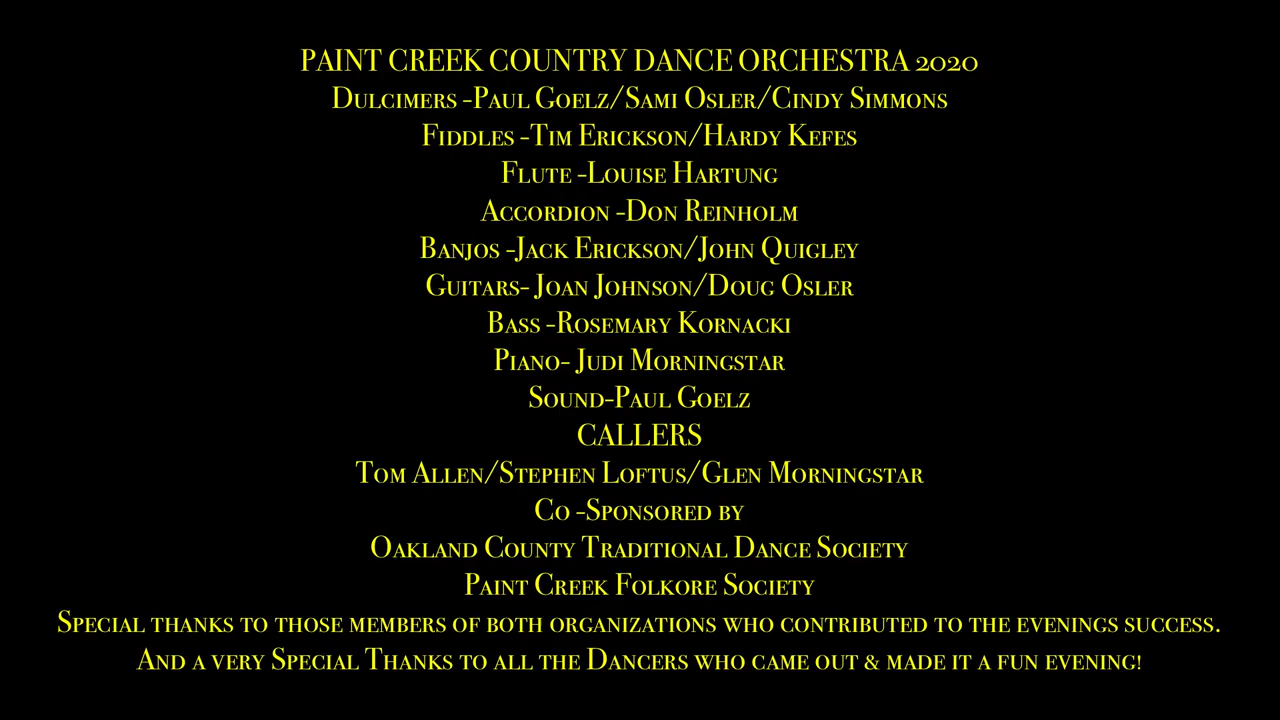 PAINT CREEK COUNTRY DANCE ORCHESTRA 2020
Dulcimers -Paul Goelz/Sami Osler/Cindy Simmons
Fiddles -Tim Erickson/Hardy Kefes
Flute -Louise Hartung
Accordion -Don Reinholm
Banjos -Jack Erickson/John Quigley
Guitars- Joan Johnson/Doug Osler
Bass -Rosemary Kornacki
Piano- Judi Morningstar
Sound-Paul Goelz
CALLERS
Tom Allen/Stephen Loftus/Glen Morningstar
Co -Sponsored by
Oakland County Traditional Dance Society
Paint Creek Folkore Society
Special thanks to those members of both organizations who contributed to the evenings success.
And a very Special Thanks to all the Dancers who came out & made it a fun evening!